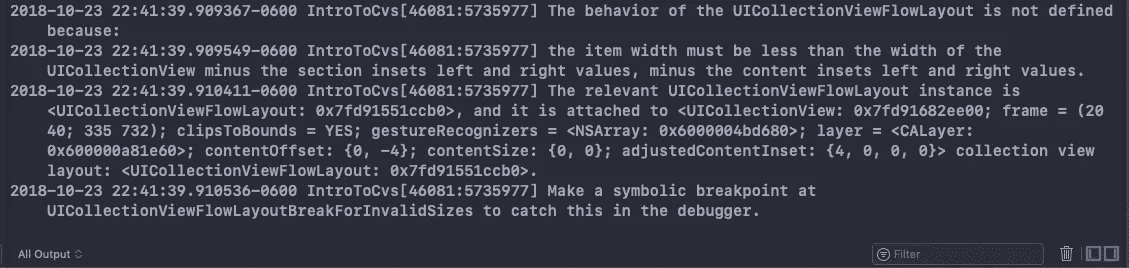 2018-10-23 22:41:39.909367-0600 IntroToCvs[46081:5735977] The behavior of the UICollectionViewFlowLayout is not defined
because:
2018-10-23 22:41:39.909549-0600 IntroToCvs[46081:5735977] the item width must be less than the width of the
UICollectionView minus the section insets left and right values, minus the content insets left and right values.
2018-10-23 22:41:39.910411-0600 IntroToCvs[46081:5735977] The relevant UICollectionViewFlowLayout instance is
<UICollectionViewFlowLayout: 0x7fd91551ccb0>, and it is attached to <UICollectionView: 0x7fd91682ee00; frame = (20
40; 335 732); clipsToBounds = YES; gestureRecognizers = <NSArray: 0x6000004bd680>; layer = <CALayer:
0x600000a81e60>; contentOffset: {0, -4}; contentSize: {0, 0}; adjustedContentInset: {4, 0, 0, 0}> collection view
layout: <UICollectionViewFlowLayout: 0x7fd91551ccb0>.
2018-10-23 22:41:39.910536-0600 IntroToCvs[46081:5735977] Make a symbolic breakpoint at
UICollectionViewFlowLayoutBreakForInvalidSizes to catch this in the debugger.
All Output
Filter